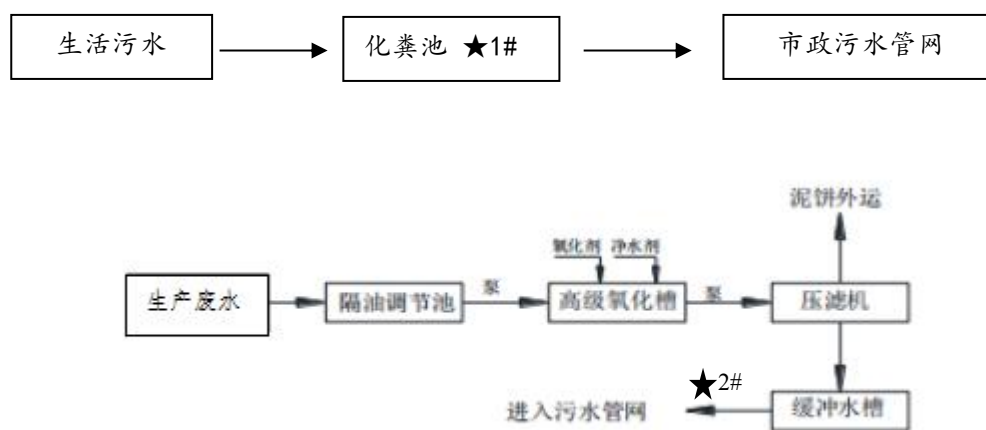 生活污水
化粪池 ★1#
市政污水管网
泥饼外运
氧化剂 净水剂
生产废水
隔油调节池
泵
高级氧化槽
泵
压滤机
★2#
进入污水管网
缓冲水槽